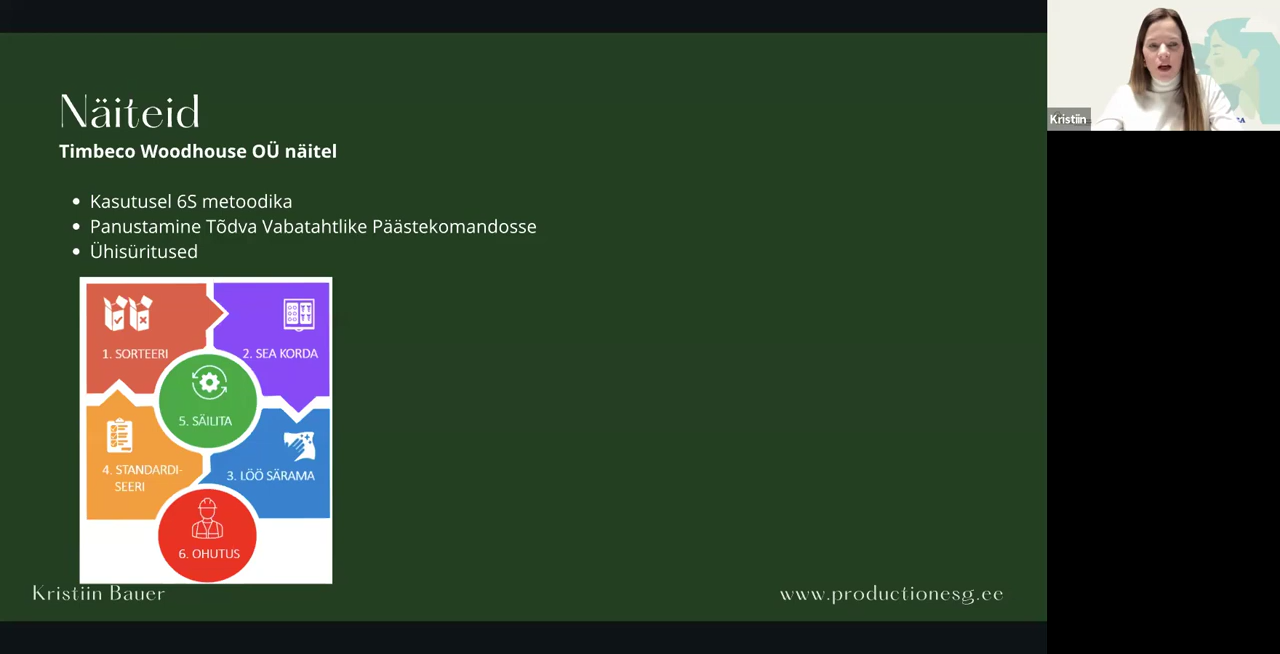 Näiteid
Timbeco Woodhouse OÜ näitel
Kasutusel 6S metoodika
Panustamine Tõdva Vabatahtlike Päästekomandosse
Ühisüritused
1. SORTEERI
2. SEA KORDA
5. SÄILITA
4. STANDARDI-
SEERI
3. LÖÖ SÄRAMA
6. OHUTUS
Kristiin Bauer
www.productionesg.ee
Kristiin